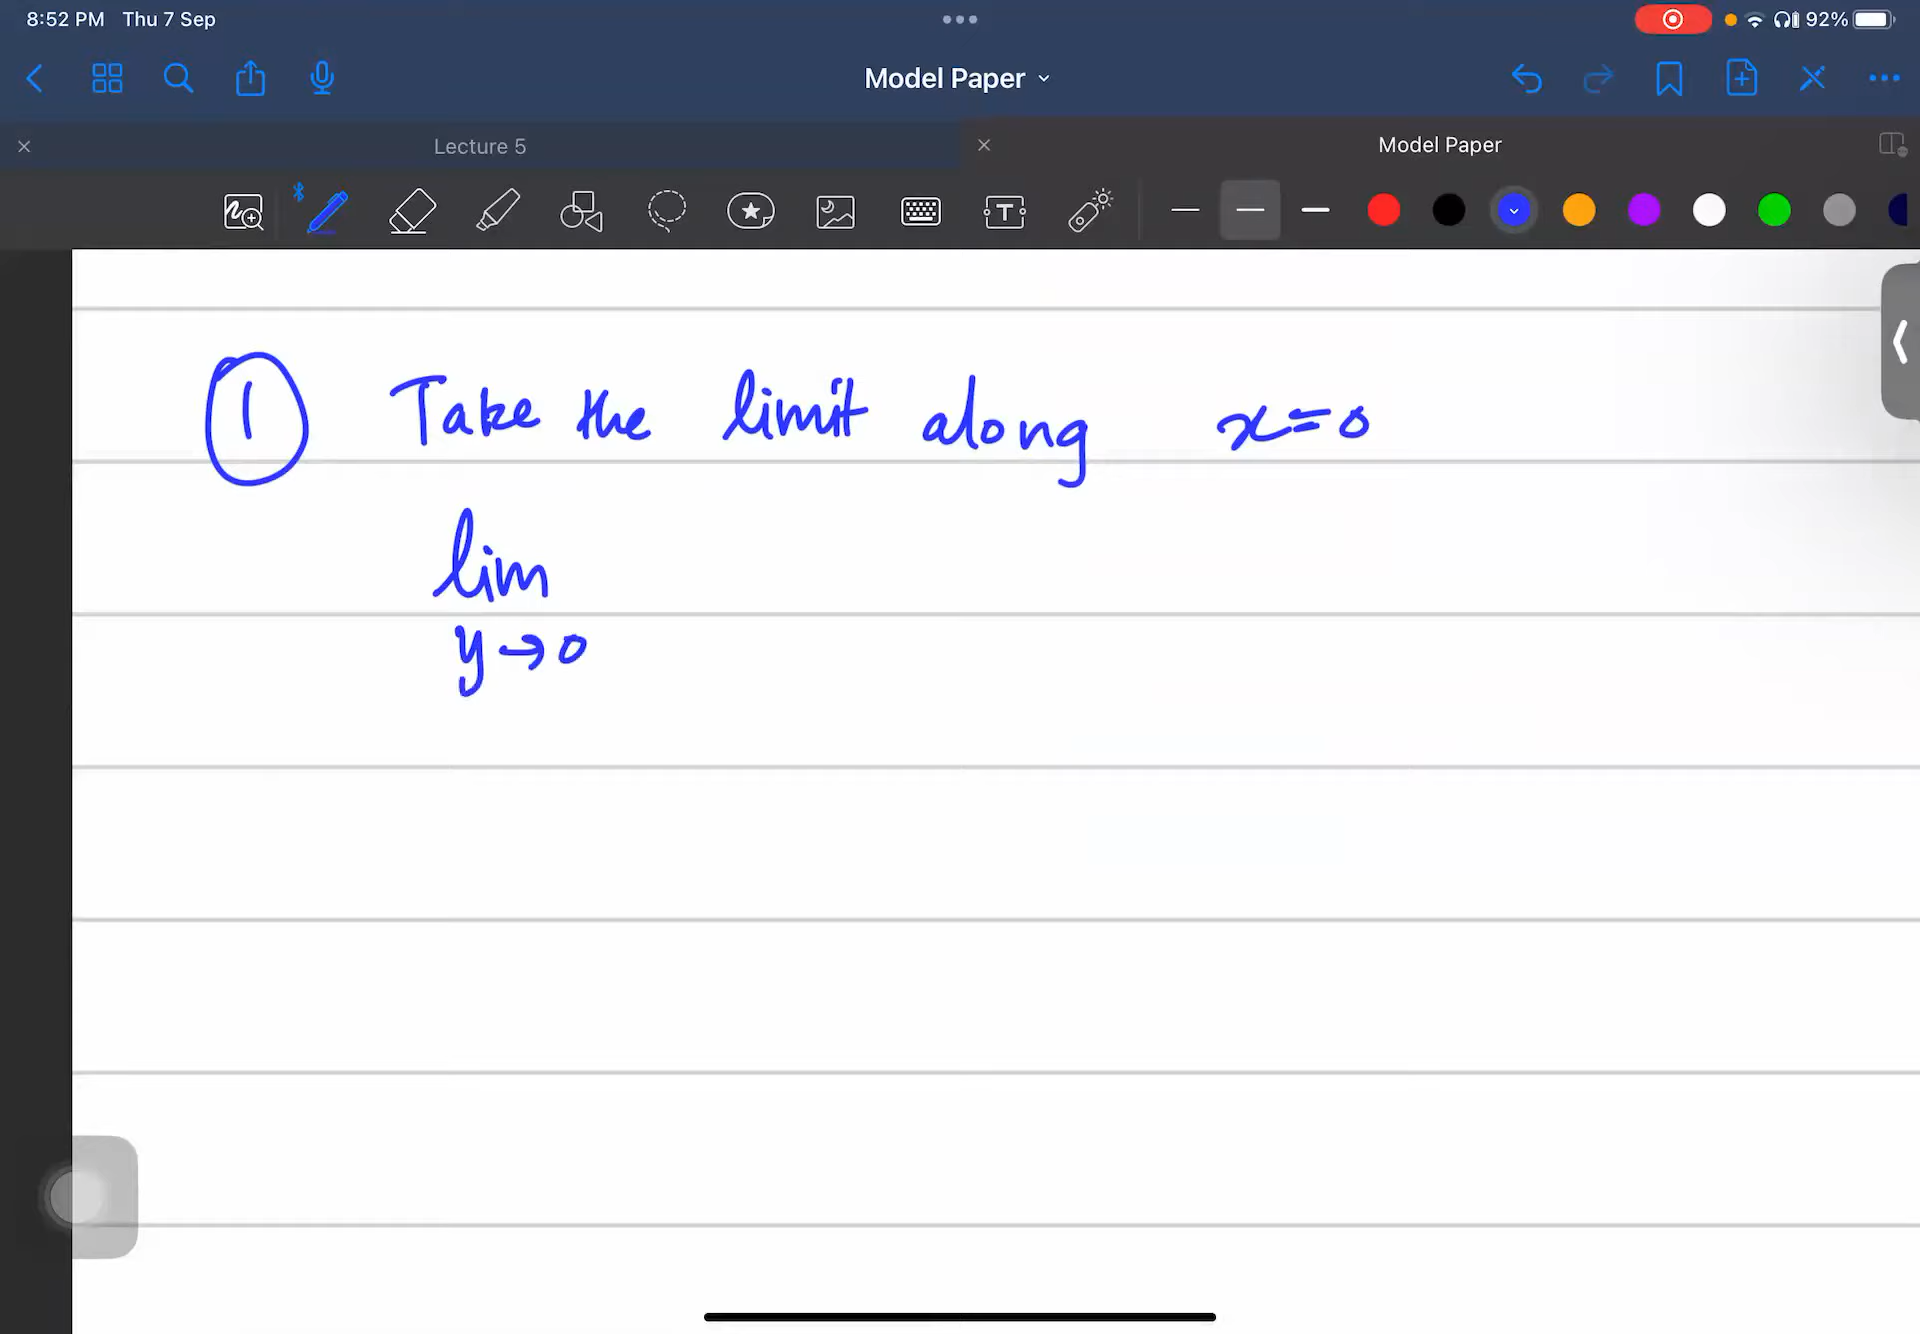 8:52 PM Thu 7 Sep
92%
Model Paper
Lecture 5
Model Paper
T
1 Take the limit along x=0
lim
y→0